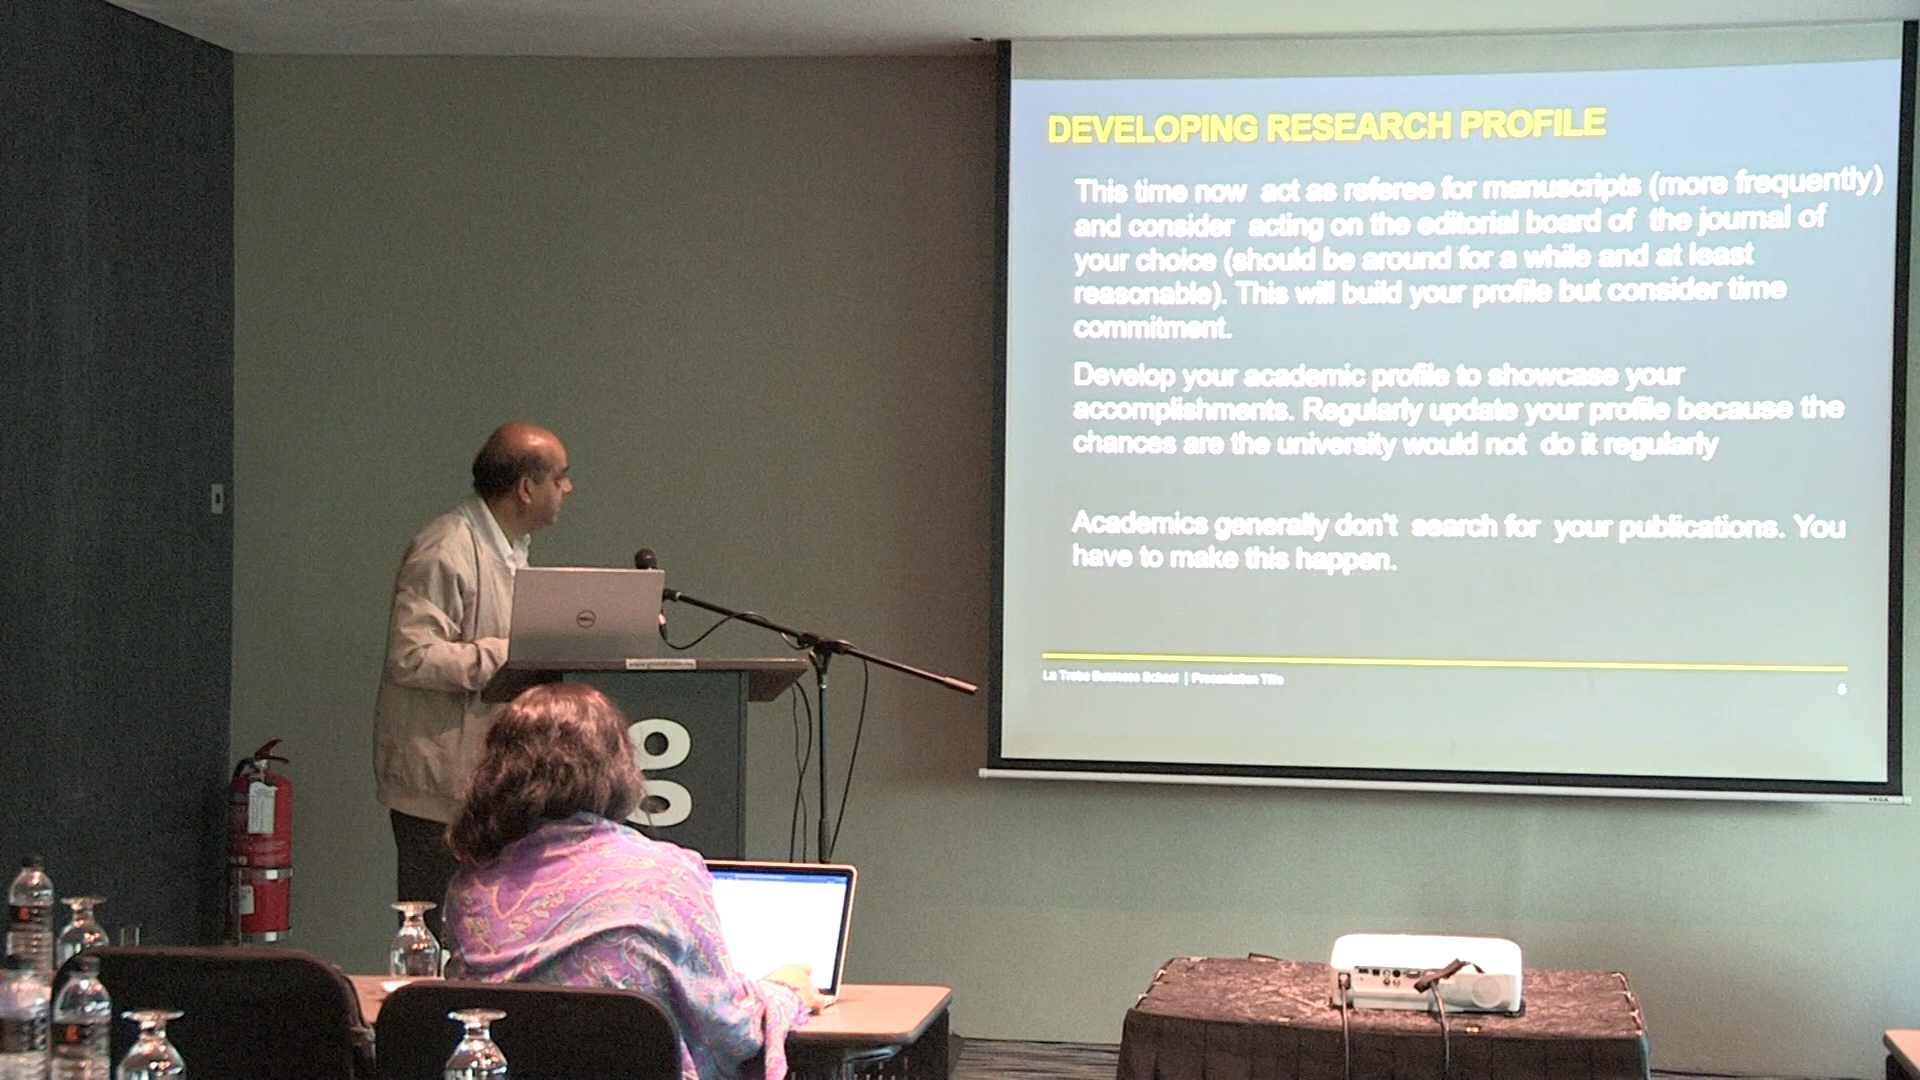 DEVELOPING RESEARCH PROFILE
This time now act as referee for manuscripts (more frequently)
and consider acting on the editorial board of the journal of
your choice (should be around for a while and at least
reasonable). This will build your profile but consider time
commitment.
Develop your academic profile to showcase your
accomplishments. Regularly update your profile because the
chances are the university would not do it regularly
Academics generally don't search for your publications. You
have to make this happen.
La Trobe Business School | Presentation Title
DELL
VEGA